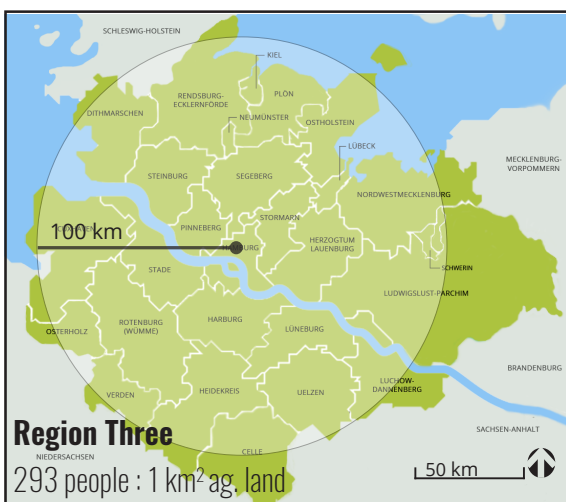 SCHLESWIG-HOLSTEIN
KIEL
RENDSBURG-
ECKLERNFÖRDE
PLÖN
DITHMARSCHEN
NEUMÜNSTER
OSTHOLSTEIN
LÜBECK
MECKLENBURG-
VORPOMMERN
STEINBURG
SEGEBERG
NORDWESTMECKLENBURG
STORMARN
CUXHAVEN
PINNEBERG
100 km
HAMBURG
HERZOGTUM
LAUENBURG
STADE
SCHWERIN
LUDWIGSLUST-PARCHIM
OSTERHOLZ
ROTENBURG
(WÜMME)
HARBURG
LÜNEBURG
BRANDENBURG
VERDEN
HEIDEKREIS
UELZEN
LUCHOW-
DANNENBERG
SACHSEN-ANHALT
Region Three
CELLE
NIEDERSACHSEN
293 people : 1 km² ag. land
50 km